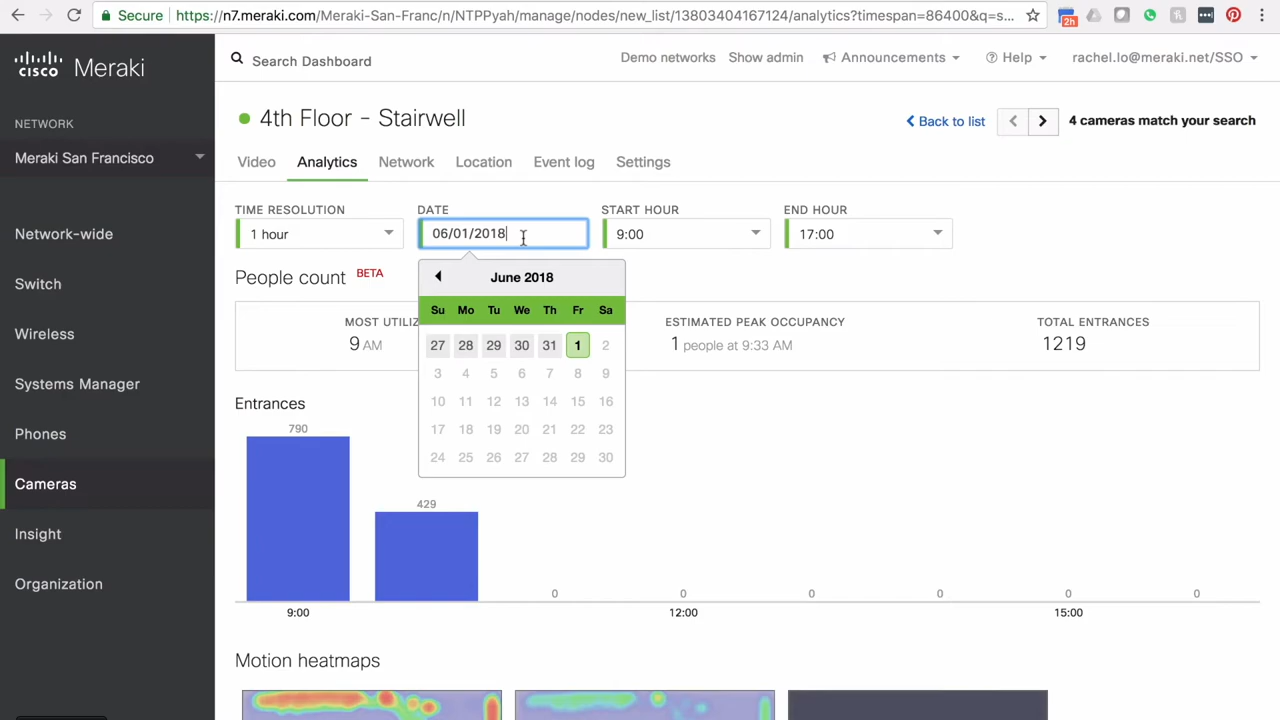 Secure https://n7.meraki.com/Meraki-San-Franc/n/NTPPyah/manage/nodes/new_list/13803404167124/analytics?timespan=86400&q=s...
2h
cisco Meraki
Search Dashboard
Demo networks Show admin Announcements Help rachel.lo@meraki.net/SSO
NETWORK
Meraki San Francisco
Network-wide
Switch
Wireless
Systems Manager
Phones
Cameras
Insight
Organization
4th Floor - Stairwell
Back to list
4 cameras match your search
Video Analytics Network Location Event log Settings
TIME RESOLUTION DATE START HOUR END HOUR
1 hour 06/01/2018 9:00 17:00
People count BETA
June 2018
Su Mo Tu We Th Fr Sa
27 28 29 30 31 1 2
3 4 5 6 7 8 9
10 11 12 13 14 15 16
17 18 19 20 21 22 23
24 25 26 27 28 29 30
MOST UTILIZ
9 AM
ESTIMATED PEAK OCCUPANCY
1 people at 9:33 AM
TOTAL ENTRANCES
1219
Entrances
790
429
0 0 0 0 0 0
9:00 12:00 15:00
Motion heatmaps